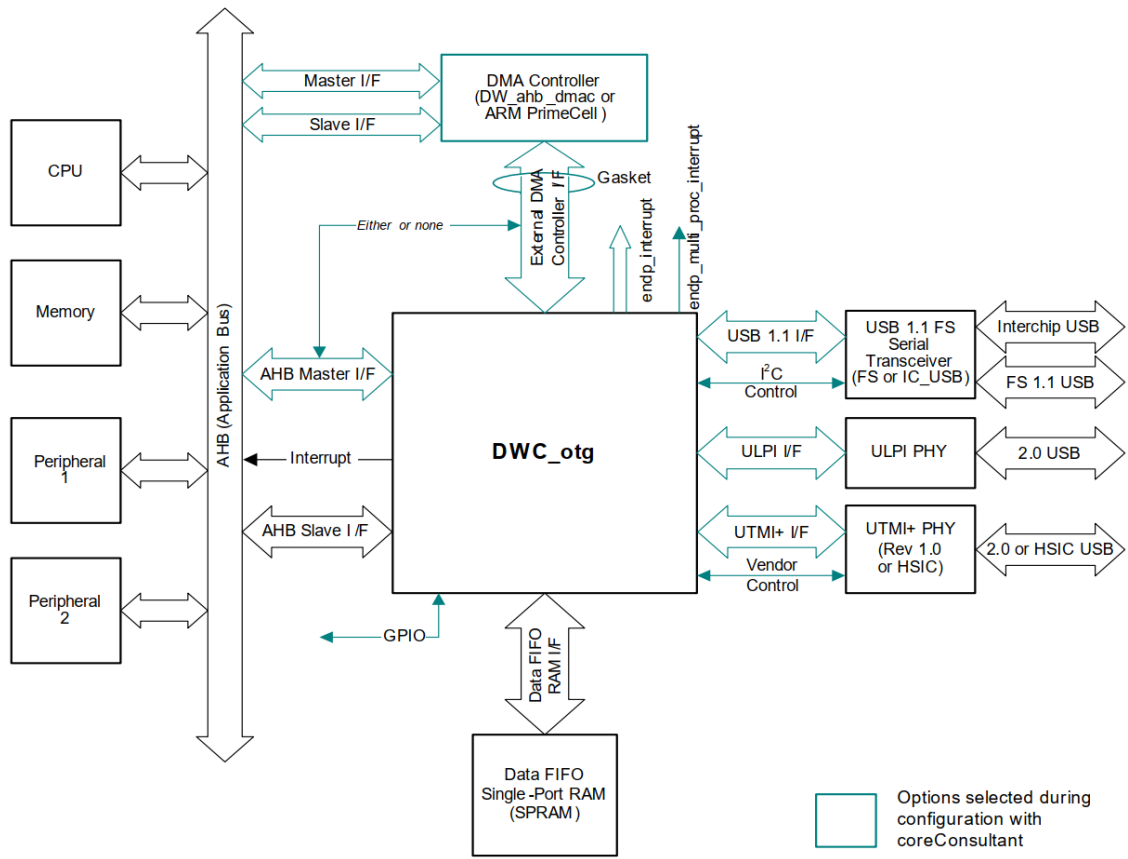 Master I/F
Slave I/F
DMA Controller
(DW_ahb_dmac or
ARM PrimeCell)
CPU
Gasket
External DMA
Controller I/F
Either or none
endp_interrupt
endp_multi_proc_interrupt
Memory
AHB (Application Bus)
AHB Master I/F
DWC_otg
USB 1.1 I/F
I²C
Control
USB 1.1 FS
Serial
Transceiver
(FS or IC_USB)
Interchip USB
FS 1.1 USB
Peripheral
1
Interrupt
ULPI I/F
ULPI PHY
2.0 USB
AHB Slave I/F
UTMI+ I/F
Vendor
Control
UTMI+ PHY
(Rev 1.0
or HSIC)
2.0 or HSIC USB
Peripheral
2
GPIO
Data FIFO
RAM I/F
Data FIFO
Single-Port RAM
(SPRAM)
Options selected during
configuration with
coreConsultant